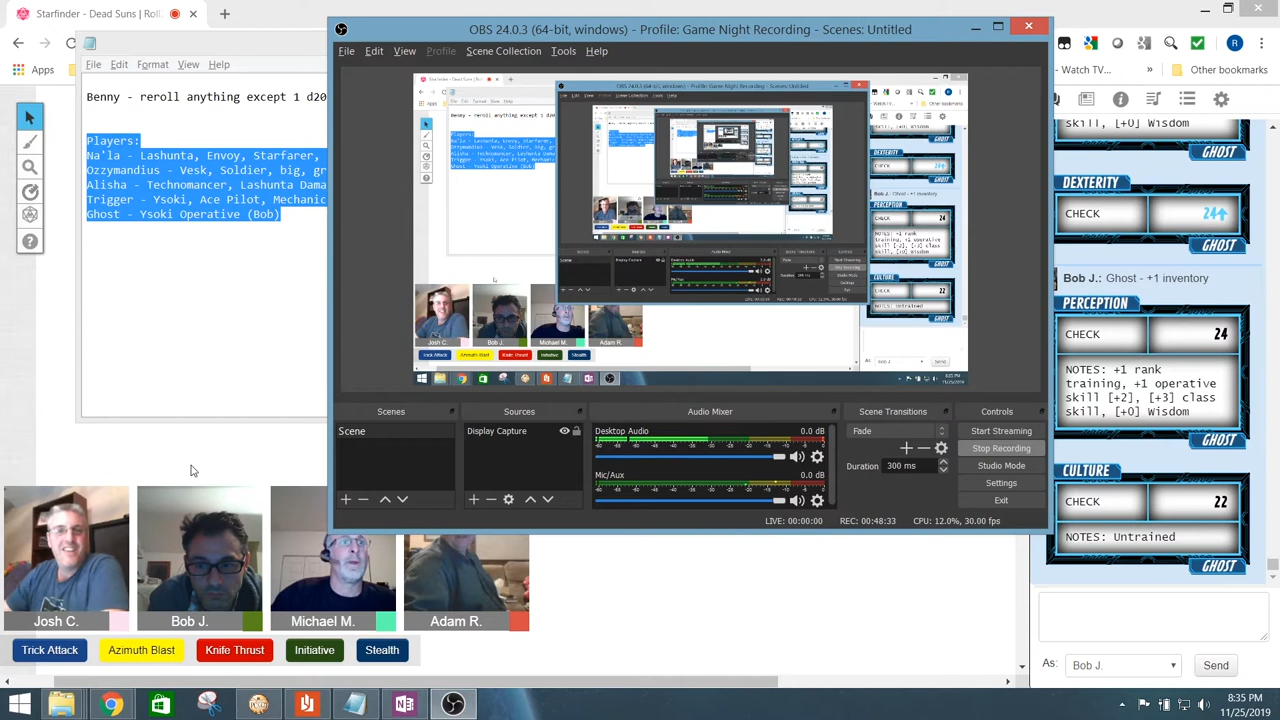 Starfinder - Dead Suns | Roll
OBS 24.0.3 (64-bit, windows) - Profile: Game Night Recording - Scenes: Untitled
File Edit View Profile Scene Collection Tools Help
Apps
- Watch TV...
»
Other bookmarks
File Edit Format View Help
roll anything except 1 d20
Players:
Na'la - Lashunta, Envoy, Starfarer,
Ozzymandius - Vesk, Soldier, big, gr
Alisha - Technomancer, Lashunta Dama
Trigger - Ysoki, Ace Pilot, Mechanic
Ghost - Ysoki Operative (Bob)
skill, [+0] Wisdom
GHOST
DEXTERITY
CHECK 24
GHOST
Bob J.: Ghost - +1 inventory
PERCEPTION
CHECK 24
NOTES: +1 rank
training, +1 operative
skill [+2], [+3] class
skill, [+0] Wisdom
GHOST
CULTURE
CHECK 22
NOTES: Untrained
GHOST
Scenes
Scene
Sources
Display Capture
Audio Mixer
Desktop Audio 0.0 dB
Mic/Aux 0.0 dB
Scene Transitions
Fade
Duration 300 ms
Controls
Start Streaming
Stop Recording
Studio Mode
Settings
Exit
LIVE: 00:00:00 REC: 00:48:33 CPU: 12.0%, 30.00 fps
Josh C.
Bob J.
Michael M.
Adam R.
Trick Attack
Azimuth Blast
Knife Thrust
Initiative
Stealth
As: Bob J. Send
8:35 PM
11/25/2019